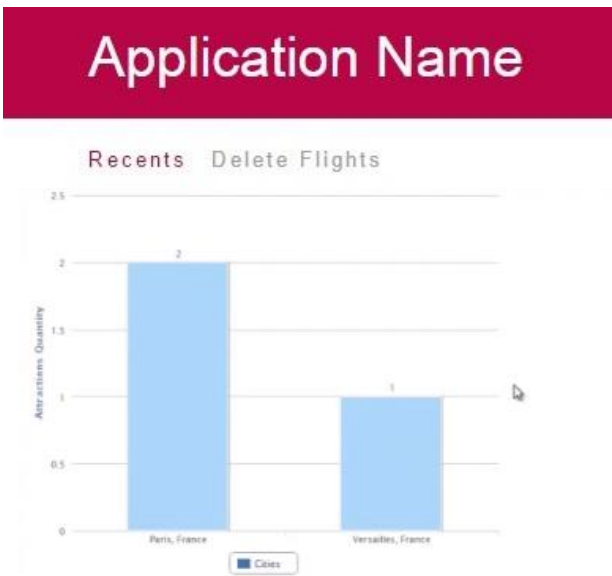 Application Name
Recents Delete Flights
2.5
2
2
1.5
Attractions Quantity
1
1
0.5
0
Paris, France Versailles, France
Cities